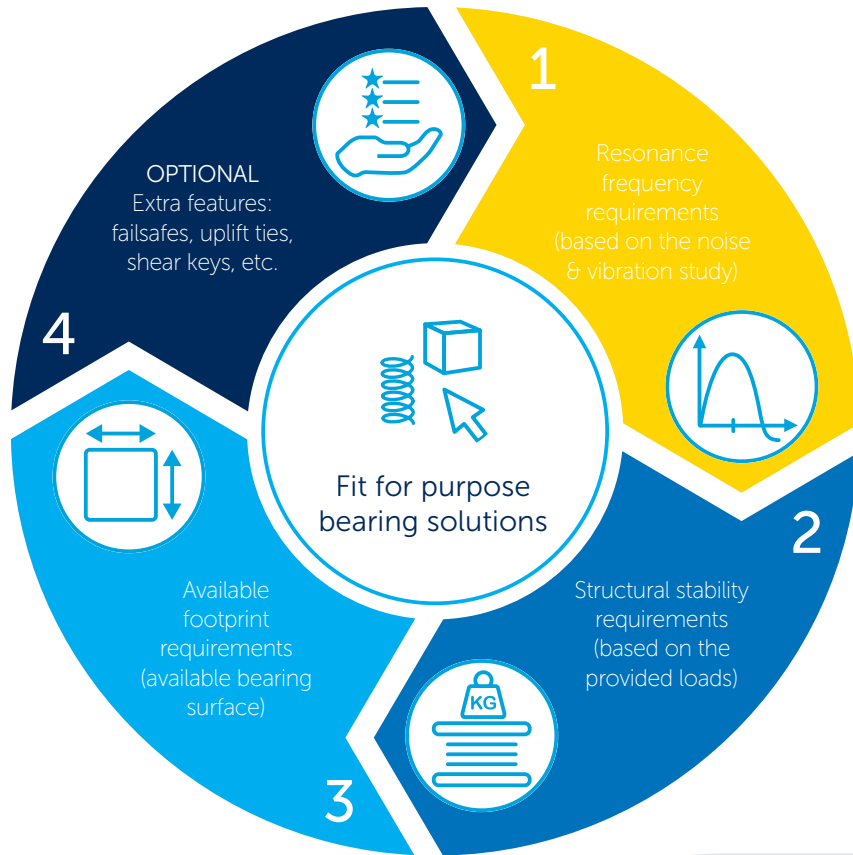 1
Resonance
frequency
requirements
(based on the noise
& vibration study)
2
Structural stability
requirements
(based on the
provided loads)
KG
3
Available
footprint
requirements
(available bearing
surface)
4
OPTIONAL
Extra features:
failsafes, uplift ties,
shear keys, etc.
Fit for purpose
bearing solutions